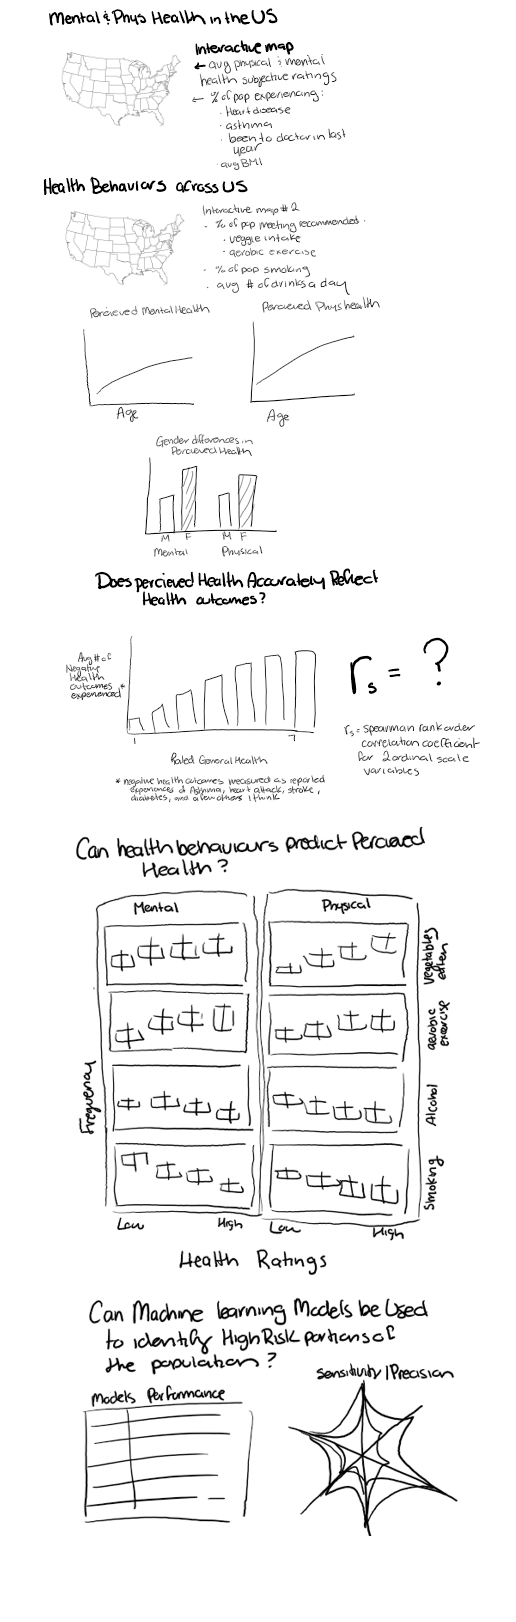 Mental & Phys Health in the US
Interactive map
← avg physical & mental
health subjective ratings
← % of pop experiencing:
· Heart disease
· asthma
· been to doctor in last
year
· avg BMI
Health Behaviors across US
Interactive map #2
- % of pop meeting recommended.
· veggie intake
· aerobic exercise
· % of pop smoking
· avg # of drinks a day
Percieved Mental Health
Percieved Phys health
Age
Age
Gender differences in
Percieved Health
M F M F
Mental Physical
Does percieved Health Accurately Reflect
Health outcomes?
Avg # of
Negative
Health
outcomes *
experienced
rs = ?
rs = spearman rank order
correlation coefficient
for 2 ordinal scale
variables
1 7
Rated General Health
* negative health outcomes measured as reported
experiences of Asthma, heart attack, stroke,
diabetes, and a few others I think
Can health behaviours predict Percieved
Health?
Mental Physical
Vegetables
eaten
aerobic
exercise
Alcohol
Smoking
Frequency
Low High Low High
Health Ratings
Can Machine learning Models be Used
to identify High Risk portions of
the population?
Models Performance
Sensitivity / Precision